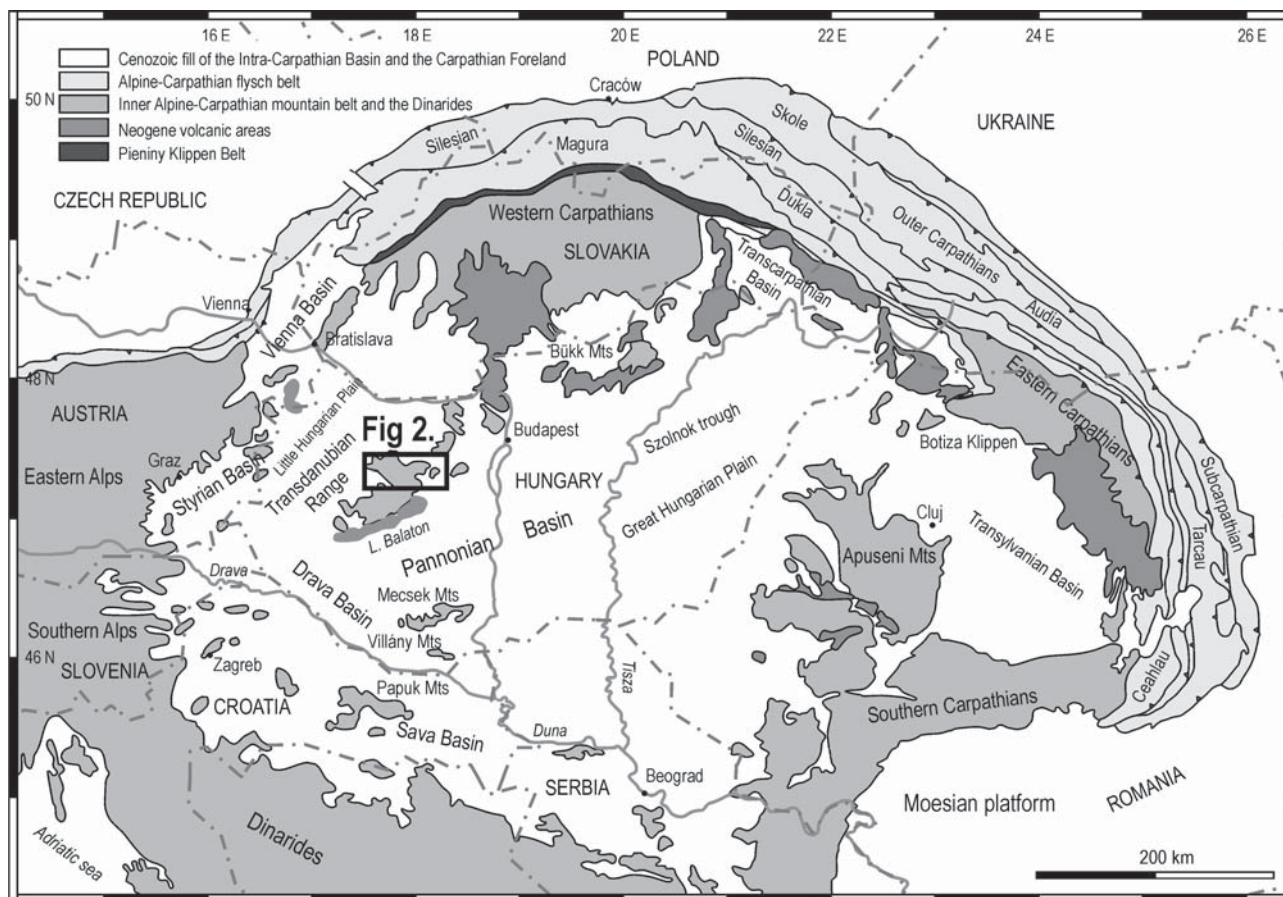 16 E
18 E
20 E
22 E
24 E
26 E
Cenozoic fill of the Intra-Carpathian Basin and the Carpathian Foreland
Alpine-Carpathian flysch belt
Inner Alpine-Carpathian mountain belt and the Dinarides
Neogene volcanic areas
Pieniny Klippen Belt
POLAND
50 N
Craców
Skole
UKRAINE
Silesian
Magura
Silesian
CZECH REPUBLIC
Dukla
Outer Carpathians
Western Carpathians
SLOVAKIA
Transcarpathian
Basin
Audia
Vienna
Vienna Basin
Bratislava
Bükk Mts
48 N
Eastern Carpathians
AUSTRIA
Little Hungarian Plain
Fig 2.
Budapest
Szolnok trough
Botiza Klippen
Graz
Eastern Alps
Styrian Basin
Transdanubian
Range
HUNGARY
Great Hungarian Plain
Subcarpathian
L. Balaton
Pannonian
Basin
Cluj
Apuseni Mts
Transylvanian Basin
Tarcau
Drava
Drava Basin
Mecsek Mts
Southern Alps
Villány Mts
46 N
SLOVENIA
Zagreb
Tisza
Ceahlau
Papuk Mts
CROATIA
Southern Carpathians
Sava Basin
Duna
SERBIA
Beograd
Moesian platform
ROMANIA
Dinarides
Adriatic sea
200 km